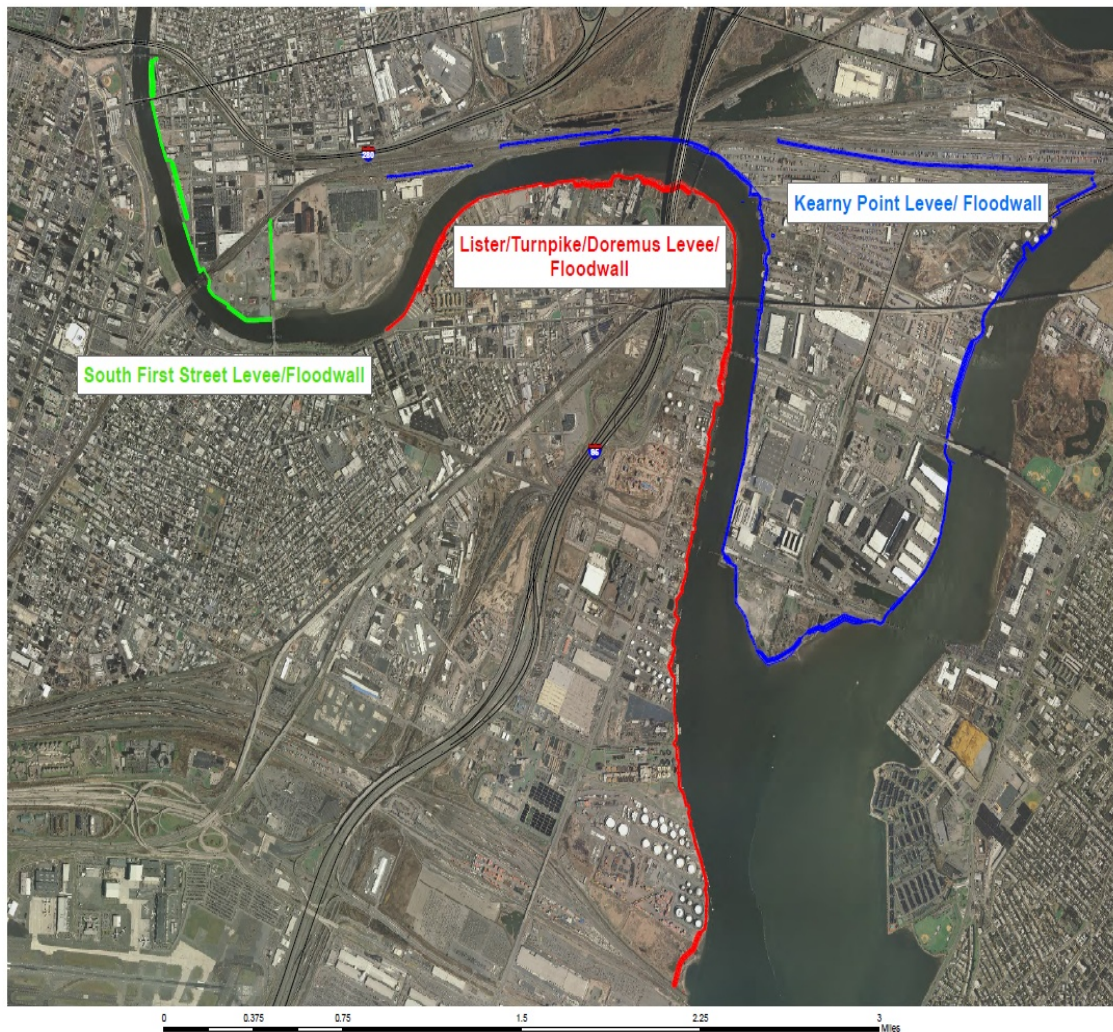 280
Kearny Point Levee/ Floodwall
Lister/Turnpike/Doremus Levee/
Floodwall
South First Street Levee/Floodwall
95
0 0.375 0.75 1.5 2.25 3
Miles